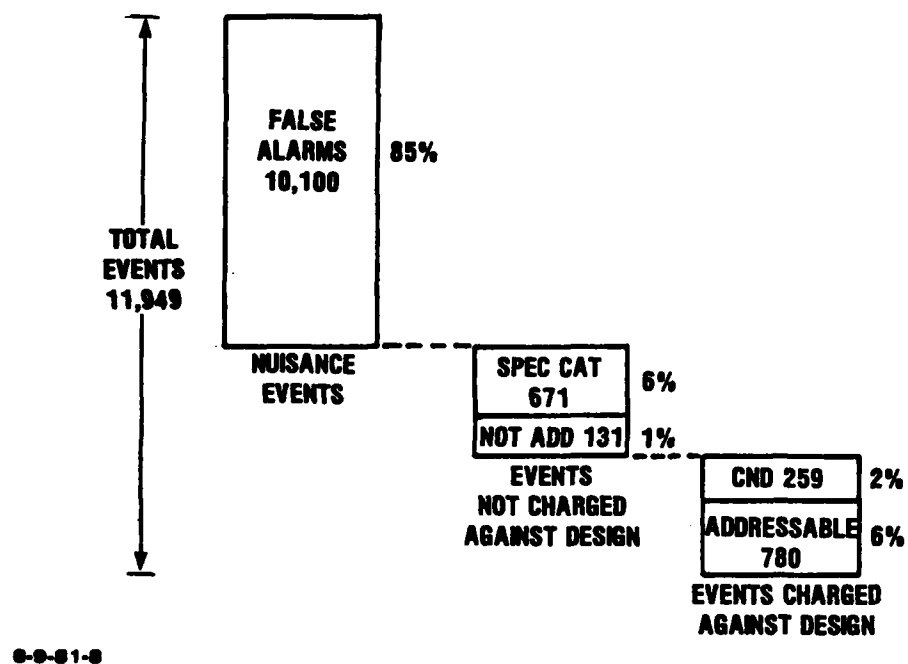 TOTAL
EVENTS
11,949
FALSE
ALARMS
10,100
85%
NUISANCE
EVENTS
SPEC CAT
671
6%
NOT ADD 131
1%
EVENTS
NOT CHARGED
AGAINST DESIGN
CND 259
2%
ADDRESSABLE
780
6%
EVENTS CHARGED
AGAINST DESIGN